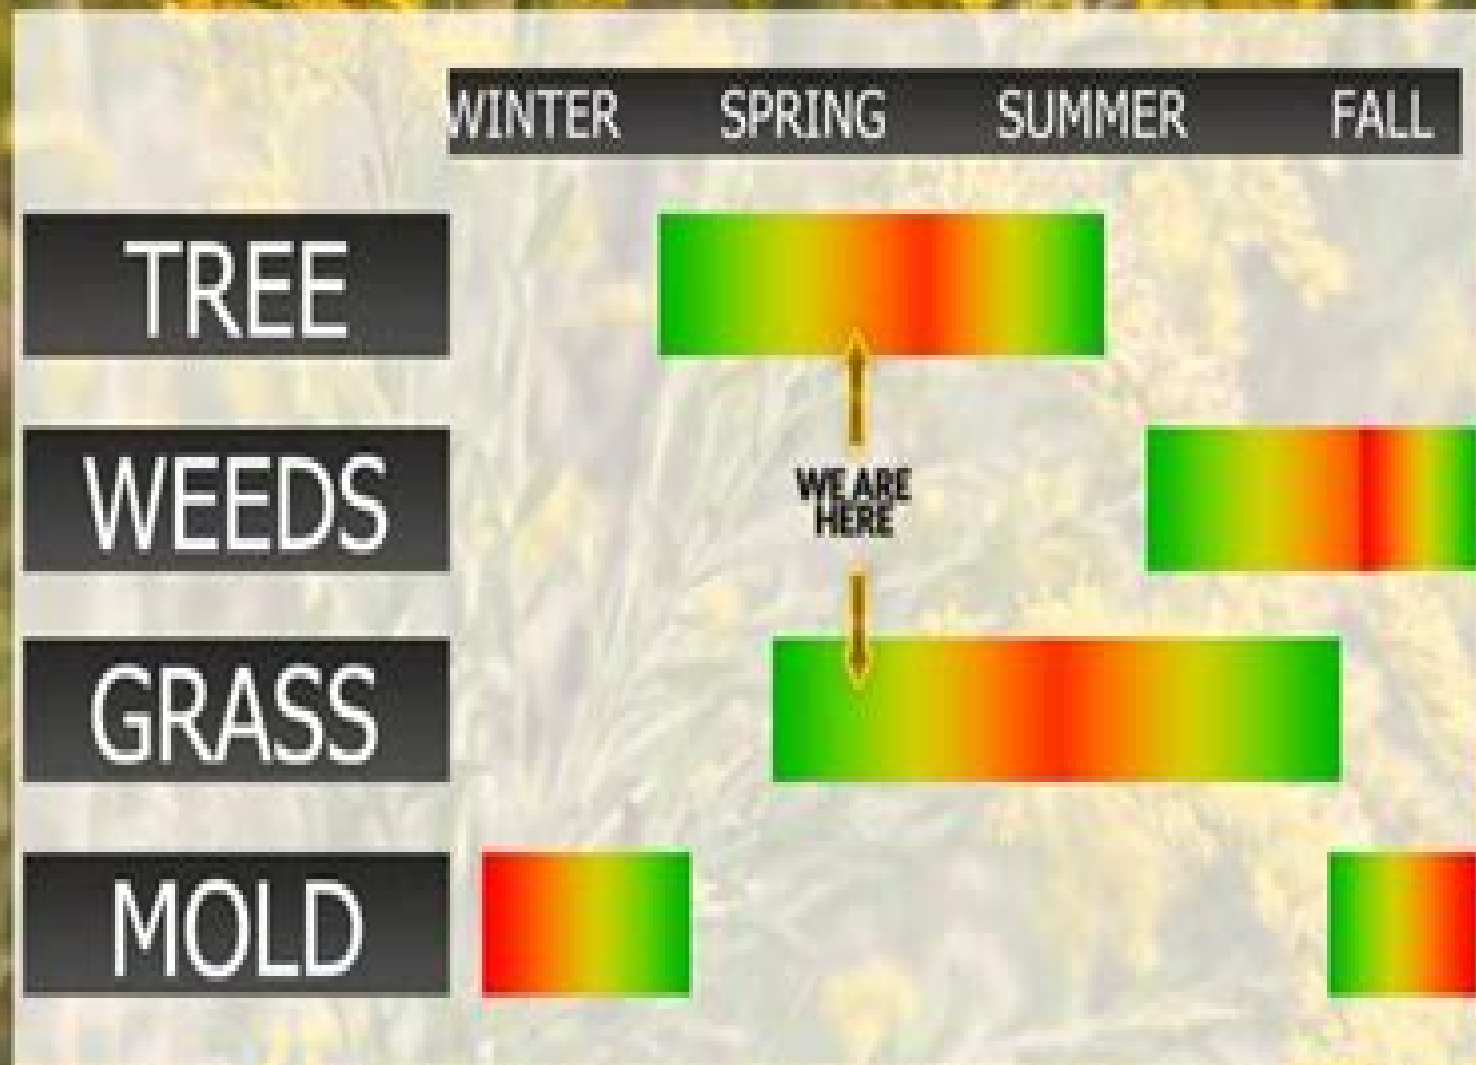 WINTER SPRING SUMMER FALL
TREE
WEEDS
WE ARE
HERE
GRASS
MOLD